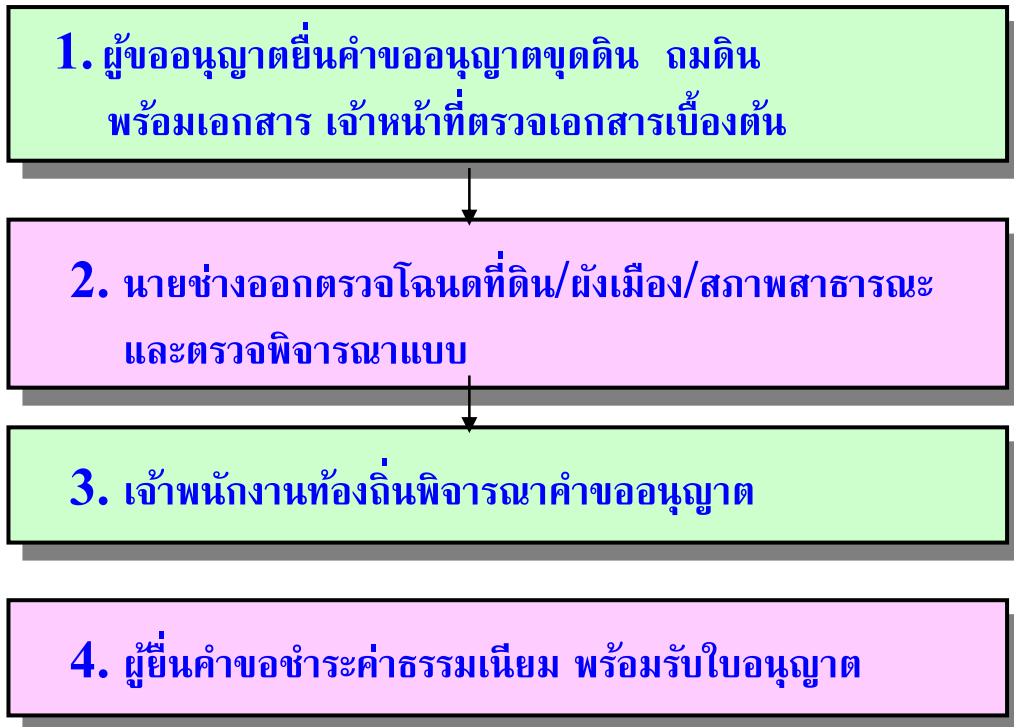 1. ผู้ขออนุญาตยื่นคำขออนุญาตขุดดิน ถมดิน
พร้อมเอกสาร เจ้าหน้าที่ตรวจเอกสารเบื้องต้น
2. นายช่างออกตรวจโฉนดที่ดิน/ผังเมือง/สภาพสาธารณะ
และตรวจพิจารณาแบบ
3. เจ้าพนักงานท้องถิ่นพิจารณาคำขออนุญาต
4. ผู้ยื่นคำขอชำระค่าธรรมเนียม พร้อมรับใบอนุญาต